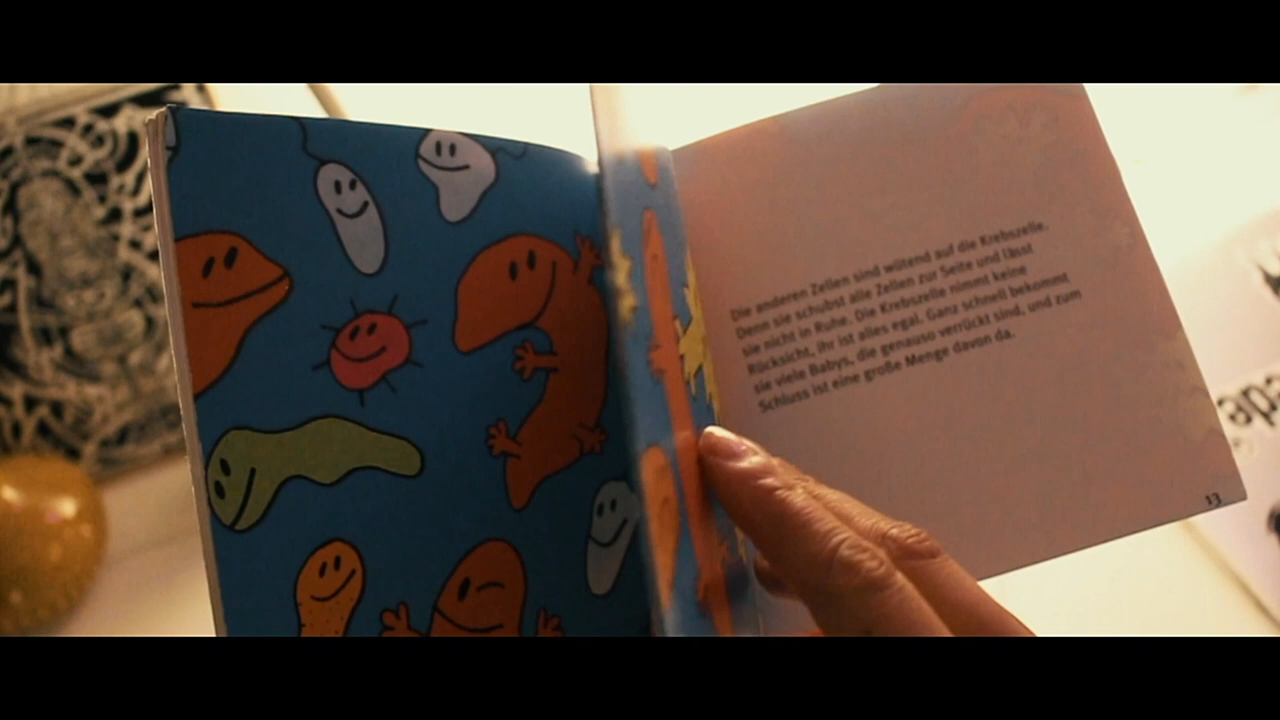 Die anderen Zellen sind wütend auf die Krebszelle.
Denn sie schubst alle Zellen zur Seite und lässt
sie nicht in Ruhe. Die Krebszelle nimmt keine
Rücksicht, ihr ist alles egal. Ganz schnell bekommt
sie viele Babys, die genauso verrückt sind, und zum
Schluss ist eine große Menge davon da.
13